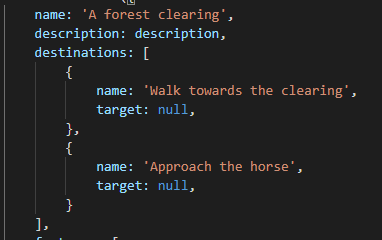 name: 'A forest clearing',
description: description,
destinations: [
{
name: 'Walk towards the clearing',
target: null,
},
{
name: 'Approach the horse',
target: null,
}
],